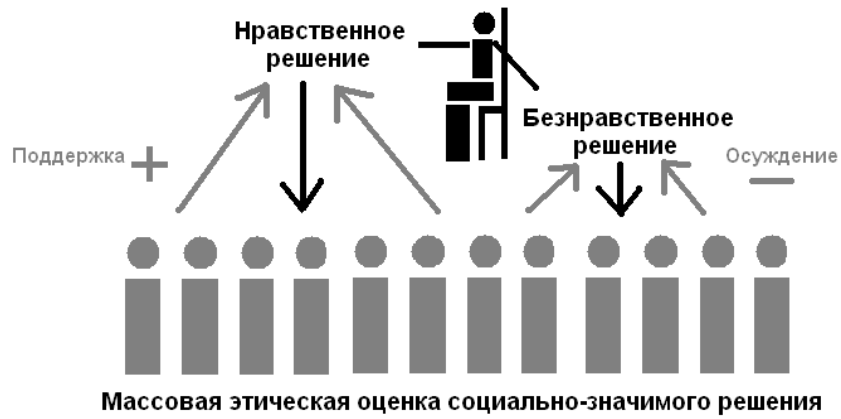 Нравственное
решение
Безнравственное
решение
Поддержка +
Осуждение
—
Массовая этическая оценка социально-значимого решения